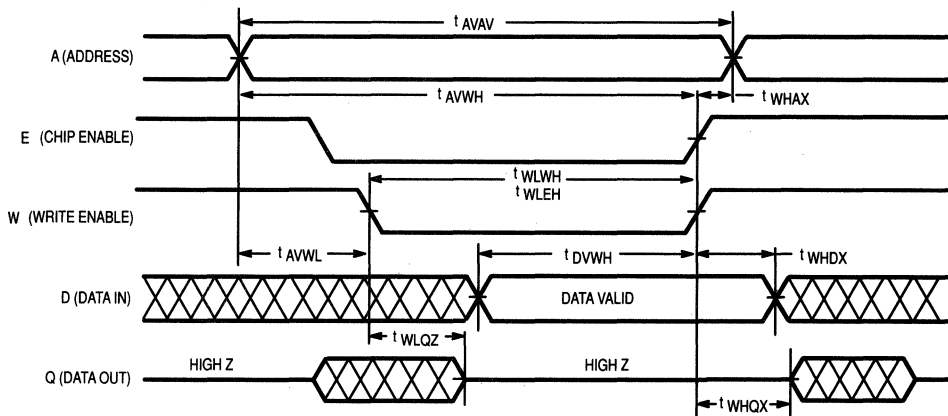 t AVAV
A (ADDRESS)
t AVWH
t WHAX
E (CHIP ENABLE)
t WLWH
t WLEH
W (WRITE ENABLE)
t AVWL
t DVWH
t WHDX
D (DATA IN)
DATA VALID
t WLQZ
HIGH Z
HIGH Z
Q (DATA OUT)
t WHQX